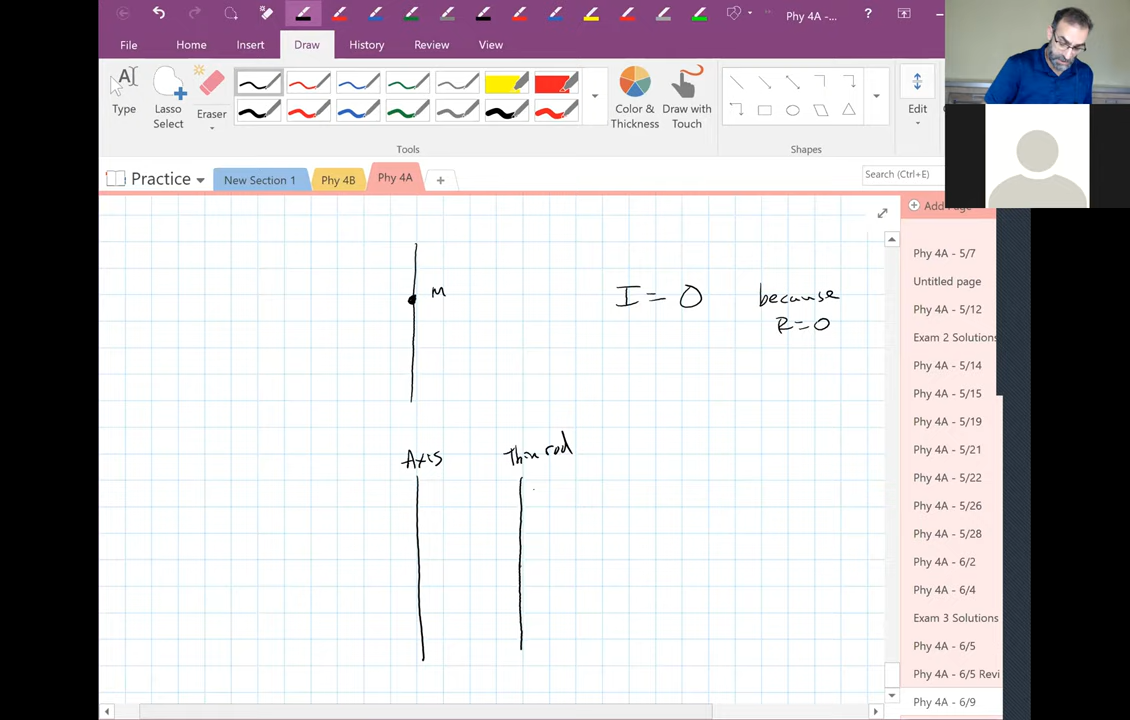 Phy 4A -...
?
File
Home
Insert
Draw
History
Review
View
Type
Lasso
Select
Eraser
Color &
Thickness
Draw with
Touch
Edit
Tools
Shapes
Practice
New Section 1
Phy 4B
Phy 4A
Search (Ctrl+E)
Add Page
Phy 4A - 5/7
Untitled page
Phy 4A - 5/12
Exam 2 Solutions
Phy 4A - 5/14
Phy 4A - 5/15
Phy 4A - 5/19
Phy 4A - 5/21
Phy 4A - 5/22
Phy 4A - 5/26
Phy 4A - 5/28
Phy 4A - 6/2
Phy 4A - 6/4
Exam 3 Solutions
Phy 4A - 6/5
Phy 4A - 6/5 Revi
Phy 4A - 6/9
M
I = 0 because
R = 0
Axis Thin rod